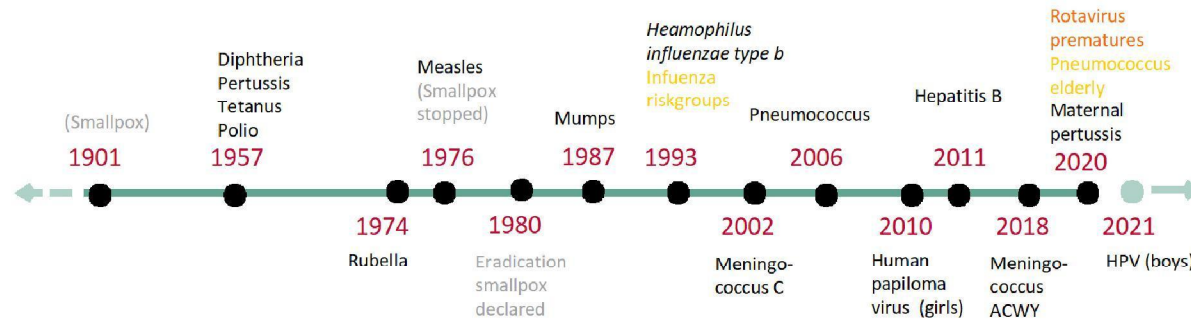 (Smallpox)
1901
Diphtheria
Pertussis
Tetanus
Polio
1957
1974
Rubella
Measles
(Smallpox
stopped)
1976
1980
Eradication
smallpox
declared
Mumps
1987
Heamophilus
influenzae type b
Infuenza
riskgroups
1993
2002
Meningo-
coccus C
Pneumococcus
2006
2010
Human
papiloma
virus (girls)
Hepatitis B
2011
2018
Meningo-
coccus
ACWY
Rotavirus
prematures
Pneumococcus
elderly
Maternal
pertussis
2020
2021
HPV (boys)